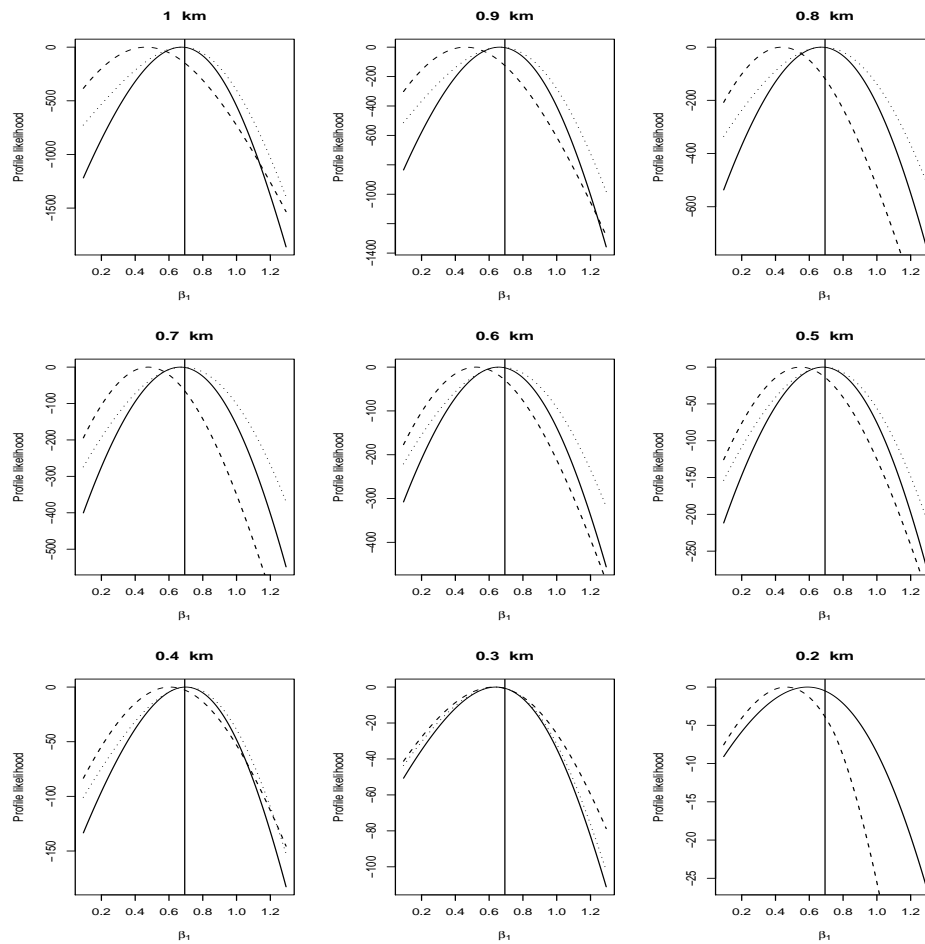 1 km
0.9 km
0.8 km
Profile likelihood
0
−500
−1000
−1500
0.2 0.4 0.6 0.8 1.0 1.2
β1
Profile likelihood
0
−200
−400
−600
−800
−1000
−1400
0.2 0.4 0.6 0.8 1.0 1.2
β1
Profile likelihood
0
−200
−400
−600
0.2 0.4 0.6 0.8 1.0 1.2
β1
0.7 km
0.6 km
0.5 km
Profile likelihood
0
−100
−200
−300
−400
−500
0.2 0.4 0.6 0.8 1.0 1.2
β1
Profile likelihood
0
−100
−200
−300
−400
0.2 0.4 0.6 0.8 1.0 1.2
β1
Profile likelihood
0
−50
−100
−150
−200
−250
0.2 0.4 0.6 0.8 1.0 1.2
β1
0.4 km
0.3 km
0.2 km
Profile likelihood
0
−50
−100
−150
0.2 0.4 0.6 0.8 1.0 1.2
β1
Profile likelihood
0
−20
−40
−60
−80
−100
0.2 0.4 0.6 0.8 1.0 1.2
β1
Profile likelihood
0
−5
−10
−15
−20
−25
0.2 0.4 0.6 0.8 1.0 1.2
β1